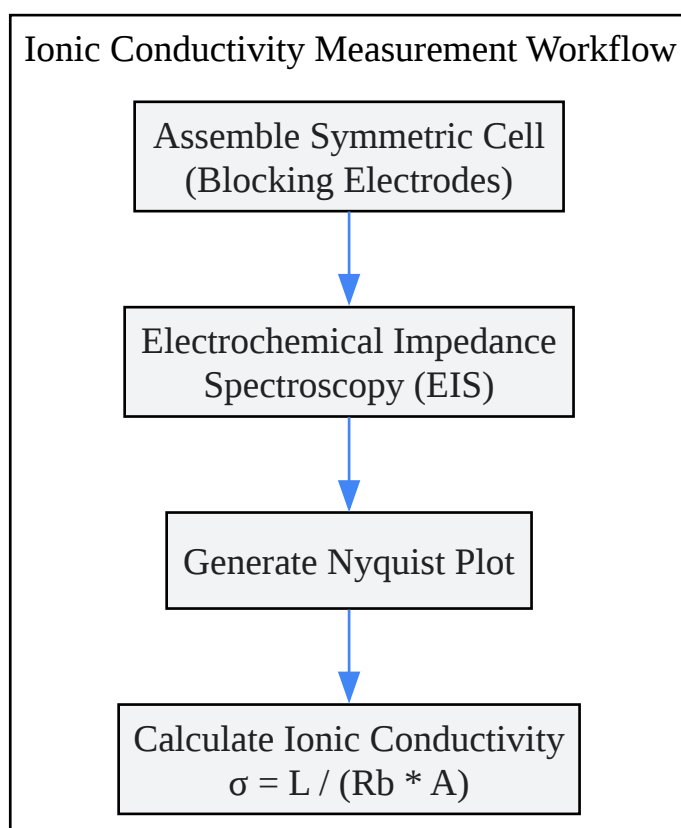 Ionic Conductivity Measurement Workflow
Assemble Symmetric Cell
(Blocking Electrodes)
Electrochemical Impedance
Spectroscopy (EIS)
Generate Nyquist Plot
Calculate Ionic Conductivity
σ = L / (Rb * A)